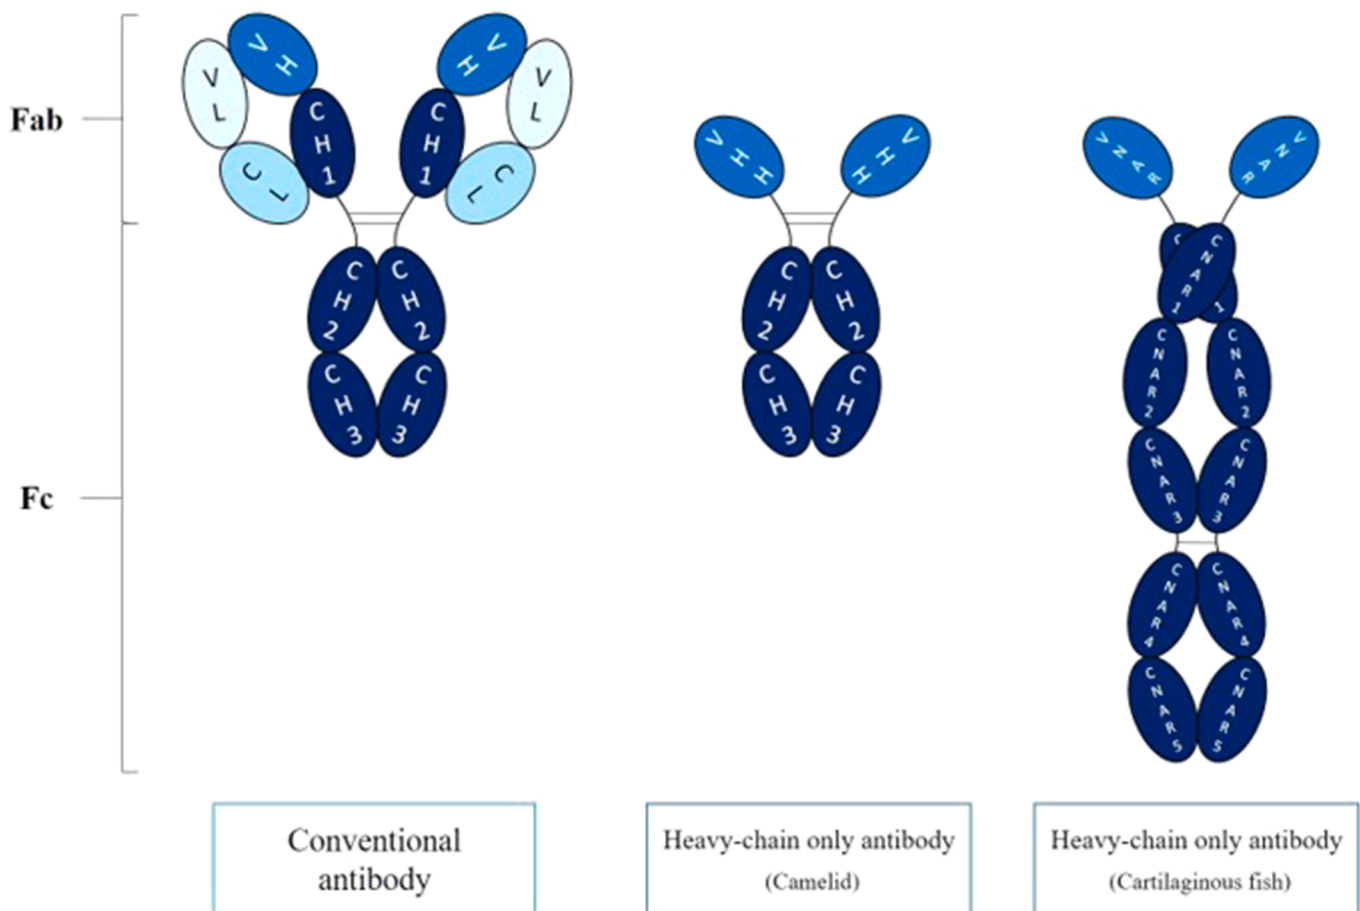 Fab
Fc
VH
VL
CH1
CL
VH
VL
CH1
CL
CH2
CH2
CH3
CH3
VHH
VHH
CH2
CH2
CH3
CH3
VNAR
VNAR
C
1
CNAR1
CNAR2
CNAR2
CNAR3
CNAR3
CNAR4
CNAR4
CNAR5
CNAR5
Conventional
antibody
Heavy-chain only antibody
(Camelid)
Heavy-chain only antibody
(Cartilaginous fish)